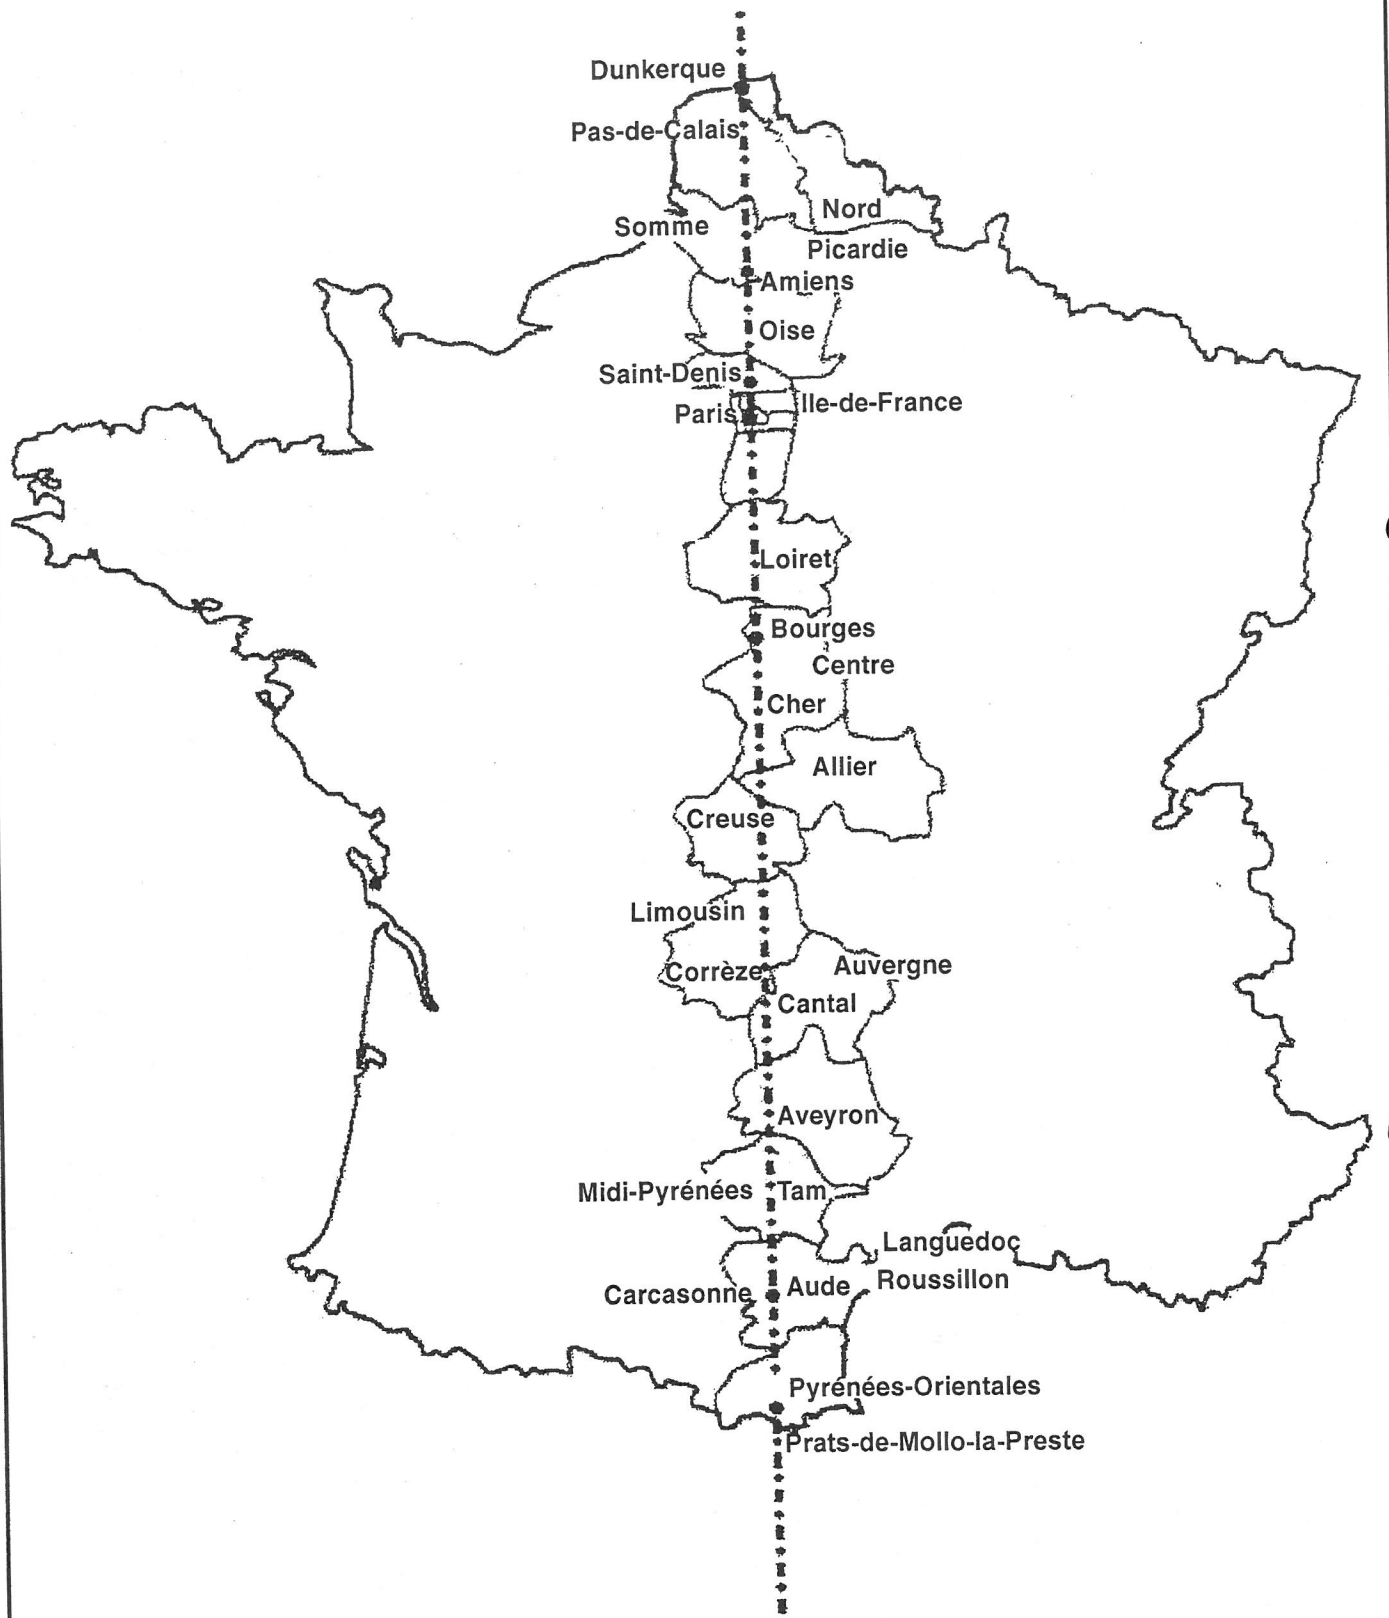 Dunkerque
Pas-de-Calais
Nord
Somme
Picardie
Amiens
Oise
Saint-Denis
Ile-de-France
Paris
Loiret
Bourges
Centre
Cher
Allier
Creuse
Limousin
Auvergne
Corrèze
Cantal
Aveyron
Midi-Pyrénées
Tam
Languedoc
Roussillon
Carcasonne
Aude
Pyrénées-Orientales
Prats-de-Mollo-la-Preste